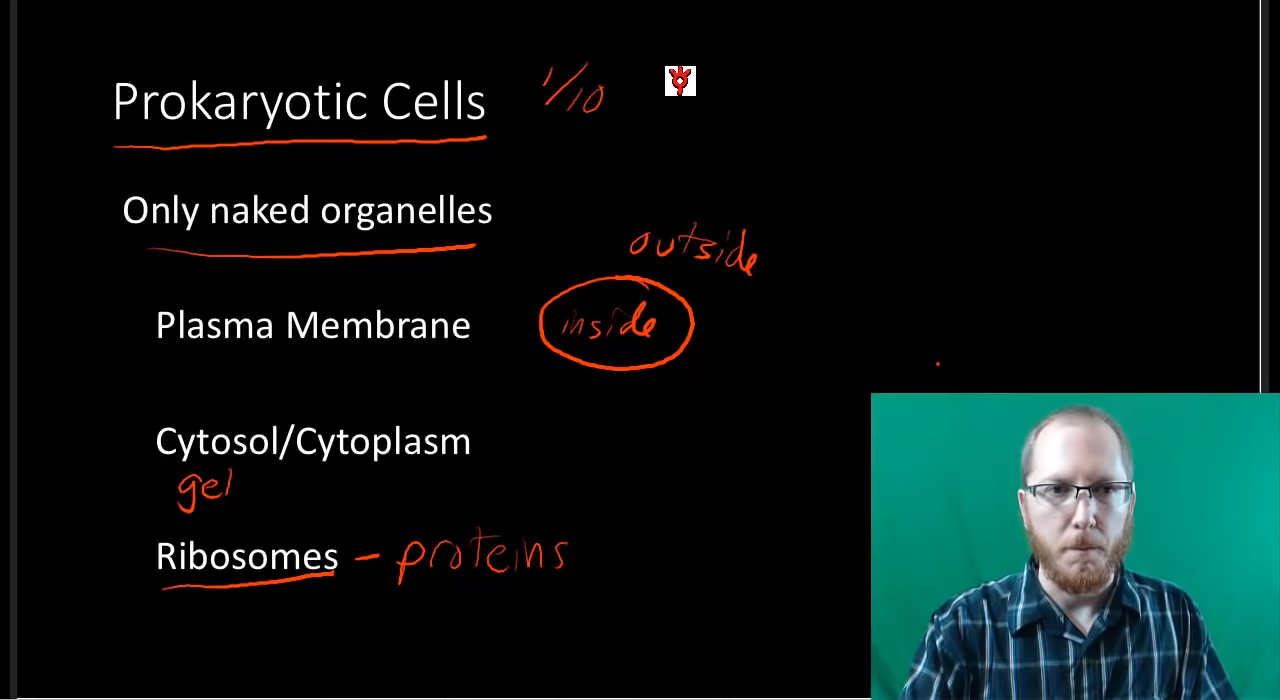 Prokaryotic Cells 1/10
Only naked organelles
outside
Plasma Membrane inside
Cytosol/Cytoplasm
gel
Ribosomes - proteins